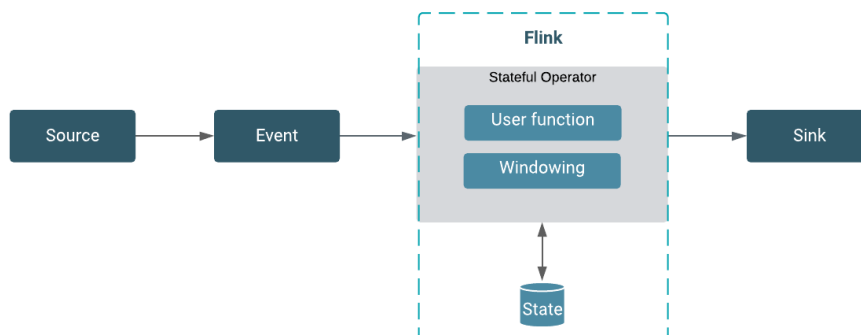 Flink
Stateful Operator
Source
Event
User function
Windowing
Sink
State